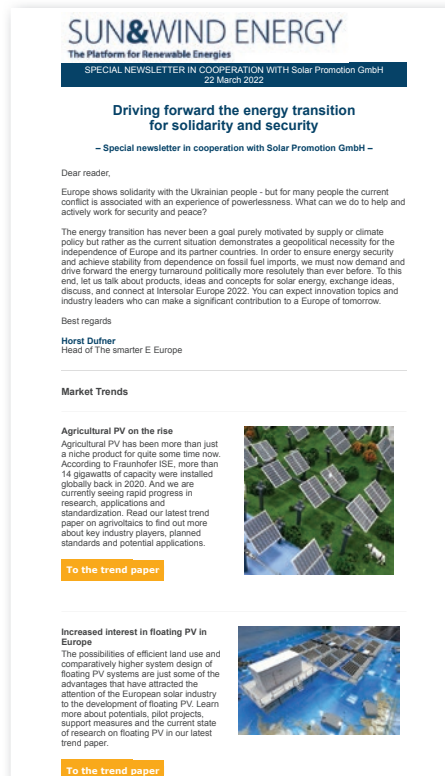 SUN&WIND ENERGY
The Platform for Renewable Energies
SPECIAL NEWSLETTER IN COOPERATION WITH Solar Promotion GmbH
22 March 2022
Driving forward the energy transition
for solidarity and security
– Special newsletter in cooperation with Solar Promotion GmbH –
Dear reader,
Europe shows solidarity with the Ukrainian people - but for many people the current
conflict is associated with an experience of powerlessness. What can we do to help and
actively work for security and peace?
The energy transition has never been a goal purely motivated by supply or climate
policy but rather as the current situation demonstrates a geopolitical necessity for the
independence of Europe and its partner countries. In order to ensure energy security
and achieve stability from dependence on fossil fuel imports, we must now demand and
drive forward the energy turnaround politically more resolutely than ever before. To this
end, let us talk about products, ideas and concepts for solar energy, exchange ideas,
discuss, and connect at Intersolar Europe 2022. You can expect innovation topics and
industry leaders who can make a significant contribution to a Europe of tomorrow.
Best regards
Horst Dufner
Head of The smarter E Europe
Market Trends
Agricultural PV on the rise
Agricultural PV has been more than just
a niche product for quite some time now.
According to Fraunhofer ISE, more than
14 gigawatts of capacity were installed
globally back in 2020. And we are
currently seeing rapid progress in
research, applications and
standardization. Read our latest trend
paper on agrivoltaics to find out more
about key industry players, planned
standards and potential applications.
To the trend paper
Increased interest in floating PV in
Europe
The possibilities of efficient land use and
comparatively higher system design of
floating PV systems are just some of the
advantages that have attracted the
attention of the European solar industry
to the development of floating PV. Learn
more about potentials, pilot projects,
support measures and the current state
of research on floating PV in our latest
trend paper.
To the trend paper